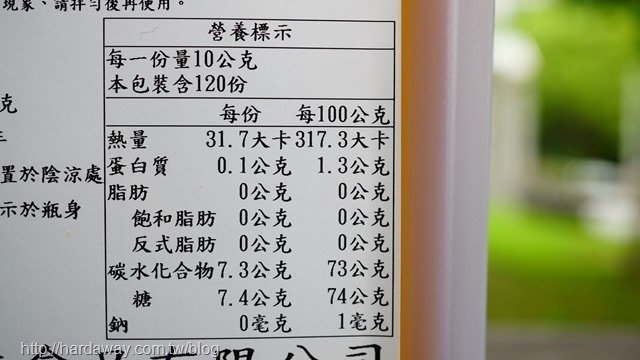 現象、請拌勻後再使用。
營養標示
每一份量10公克
本包裝含120份
每份 每100公克
熱量 31.7大卡 317.3大卡
蛋白質 0.1公克 1.3公克
脂肪 0公克 0公克
飽和脂肪 0公克 0公克
反式脂肪 0公克 0公克
碳水化合物 7.3公克 73公克
糖 7.4公克 74公克
鈉 0毫克 1毫克
克
置於陰涼處
示於瓶身
有限公司
http://hardaway.com.tw/blog